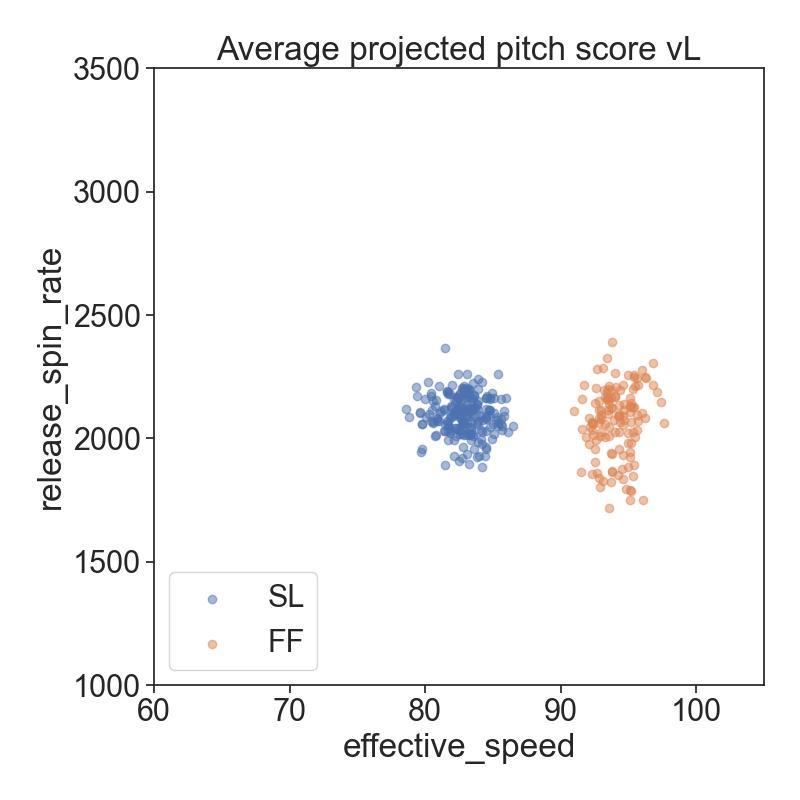 Average projected pitch score vL
3500
3000
2500
2000
1500
1000
release_spin_rate
SL
FF
60
70
80
90
100
effective_speed